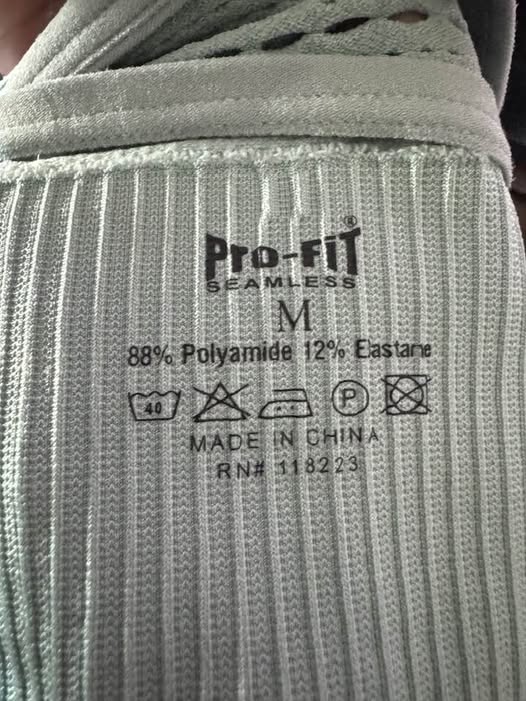 PrO-FiT®
SEAMLESS
M
88% Polyamide 12% Elastane
40 P
MADE IN CHINA
RN# 118223